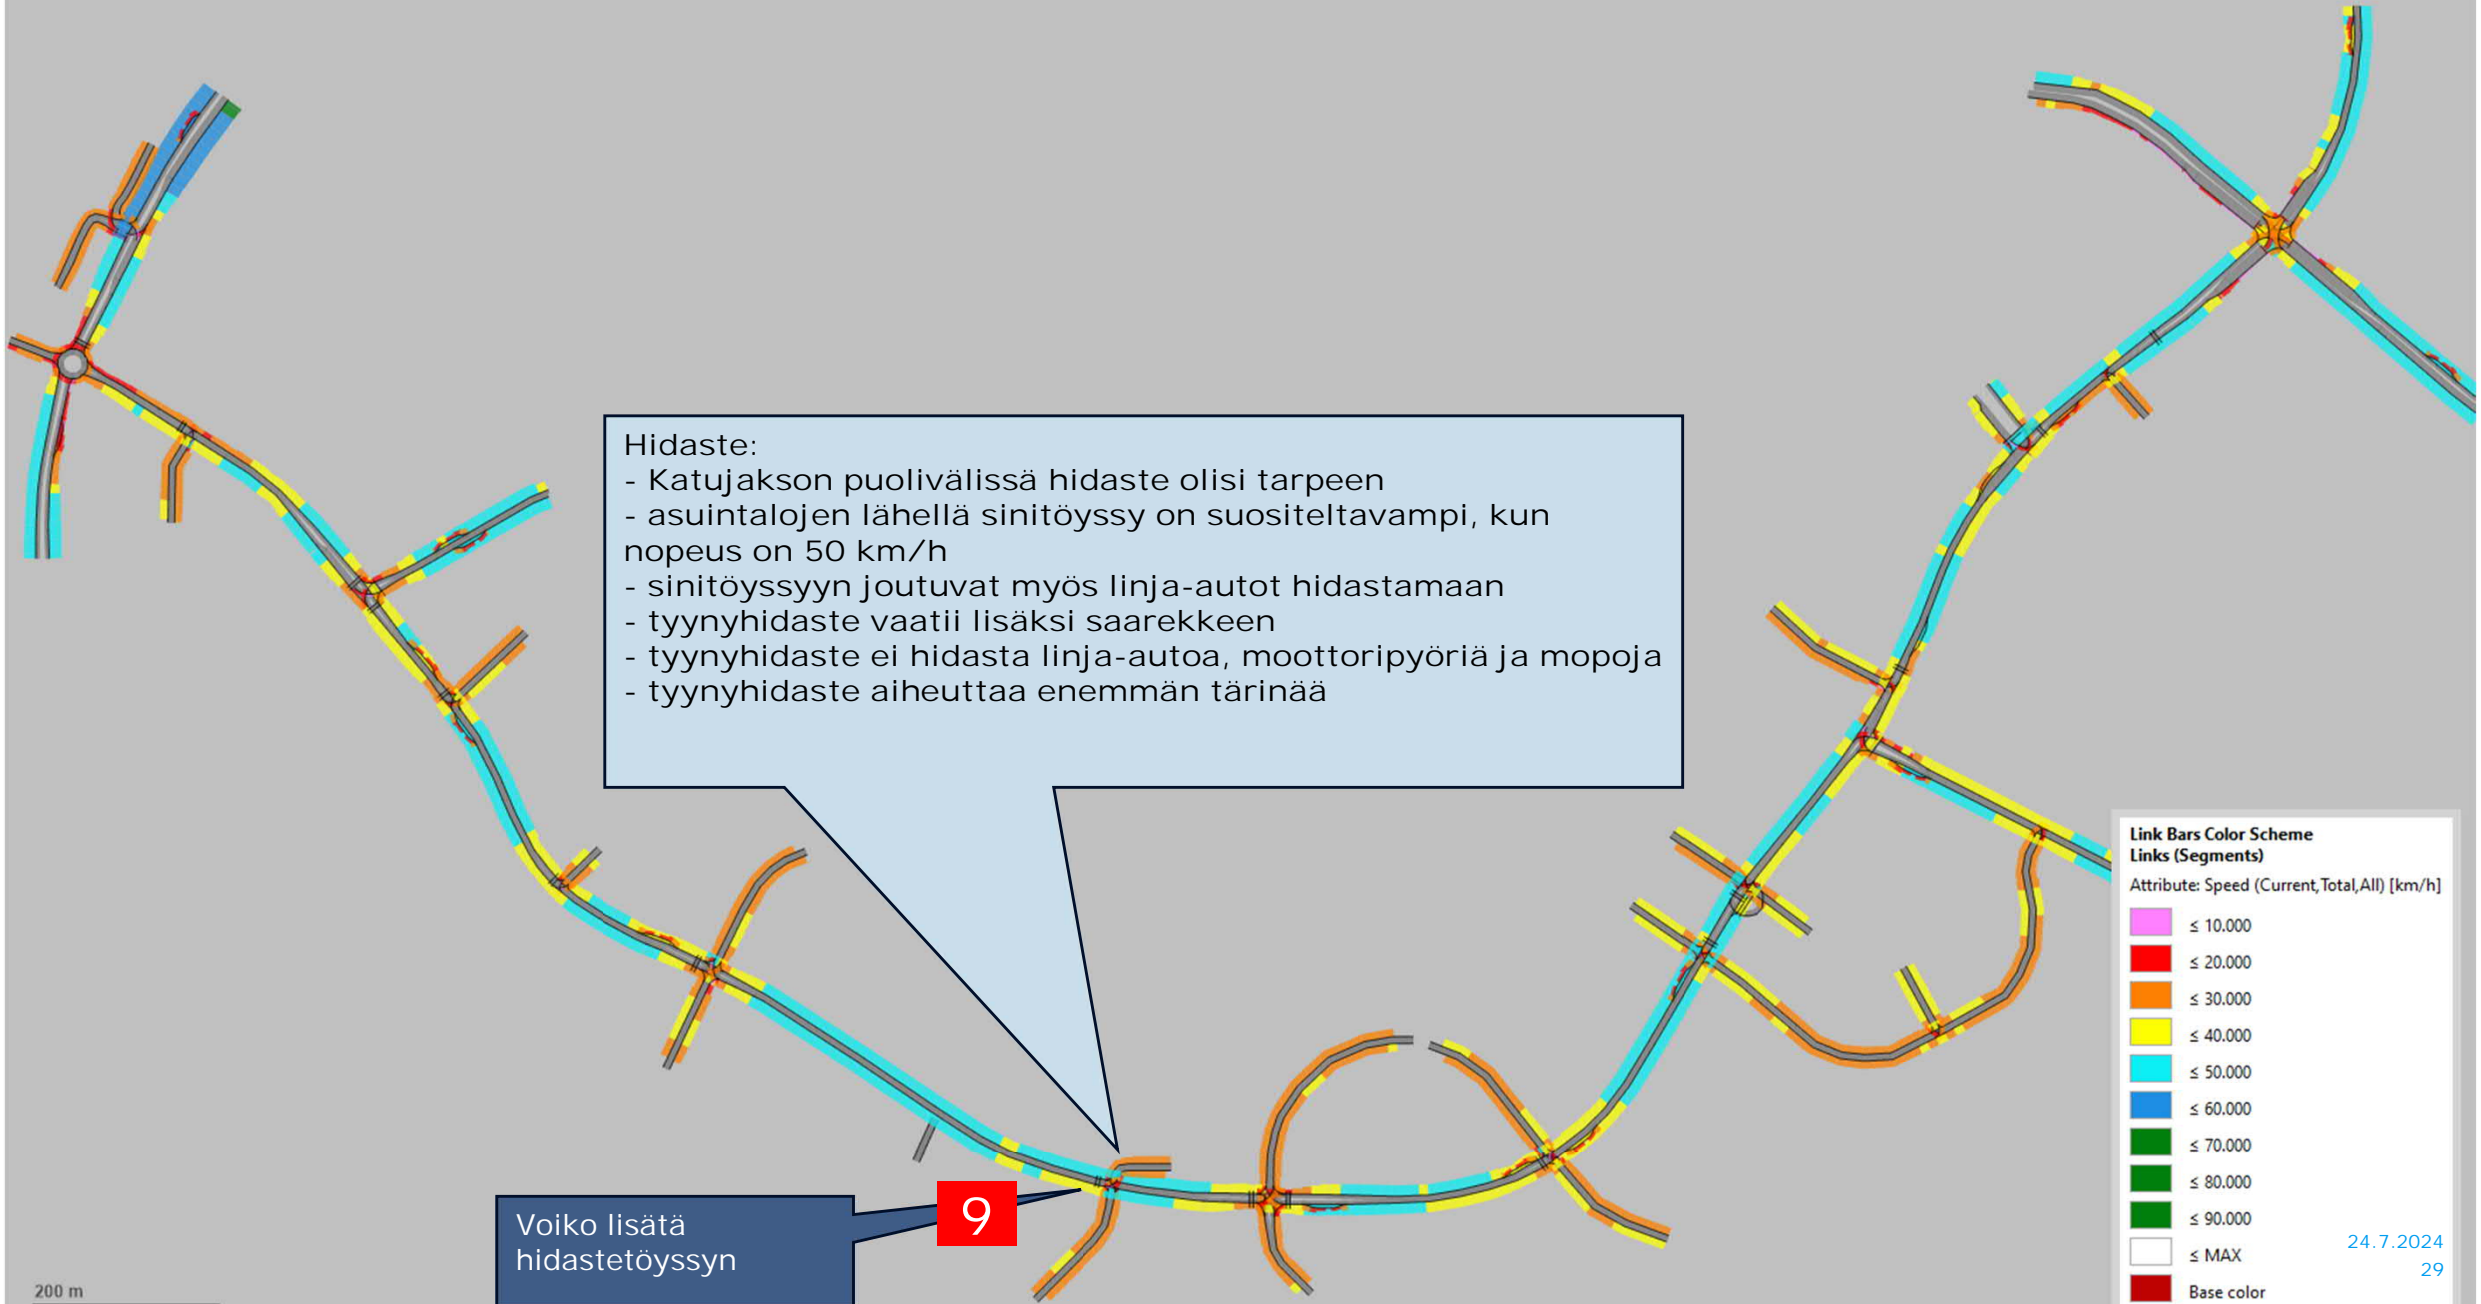 Hidaste:
- Katujakson puolivälissä hidaste olisi tarpeen
- asuintalojen lähellä sinitöyssy on suositeltavampi, kun
nopeus on 50 km/h
- sinitöyssyyn joutuvat myös linja-autot hidastamaan
- tyynyhidaste vaatii lisäksi saarekkeen
- tyynyhidaste ei hidasta linja-autoa, moottoripyöriä ja mopoja
- tyynyhidaste aiheuttaa enemmän tärinää
Voiko lisätä
hidastetöyssyn
9
200 m
Link Bars Color Scheme
Links (Segments)
Attribute: Speed (Current,Total,All) [km/h]
≤ 10.000
≤ 20.000
≤ 30.000
≤ 40.000
≤ 50.000
≤ 60.000
≤ 70.000
≤ 80.000
≤ 90.000
≤ MAX
Base color
24.7.2024
29